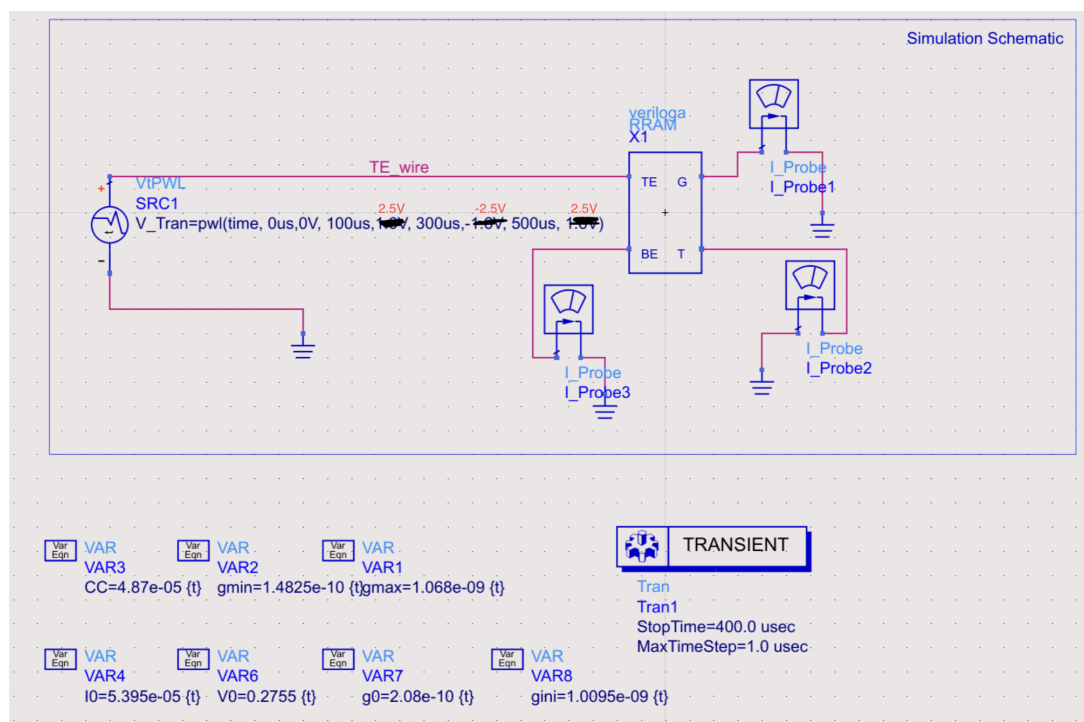 Simulation Schematic
veriloga
RRAM
X1
TE_wire
TE G
BE T
I_Probe
I_Probe1
VtPWL
SRC1
2.5V -2.5V 2.5V
V_Tran=pwl(time, 0us,0V, 100us, 300us,- 500us, )
+
t
-
I_Probe
I_Probe2
I_Probe
I_Probe3
Var Eqn VAR
VAR3
CC=4.87e-05 {t}
Var Eqn VAR
VAR2
gmin=1.4825e-10 {t}
Var Eqn VAR
VAR1
gmax=1.068e-09 {t}
TRANSIENT
Tran
Tran1
StopTime=400.0 usec
MaxTimeStep=1.0 usec
Var Eqn VAR
VAR4
I0=5.395e-05 {t}
Var Eqn VAR
VAR6
V0=0.2755 {t}
Var Eqn VAR
VAR7
g0=2.08e-10 {t}
Var Eqn VAR
VAR8
gini=1.0095e-09 {t}